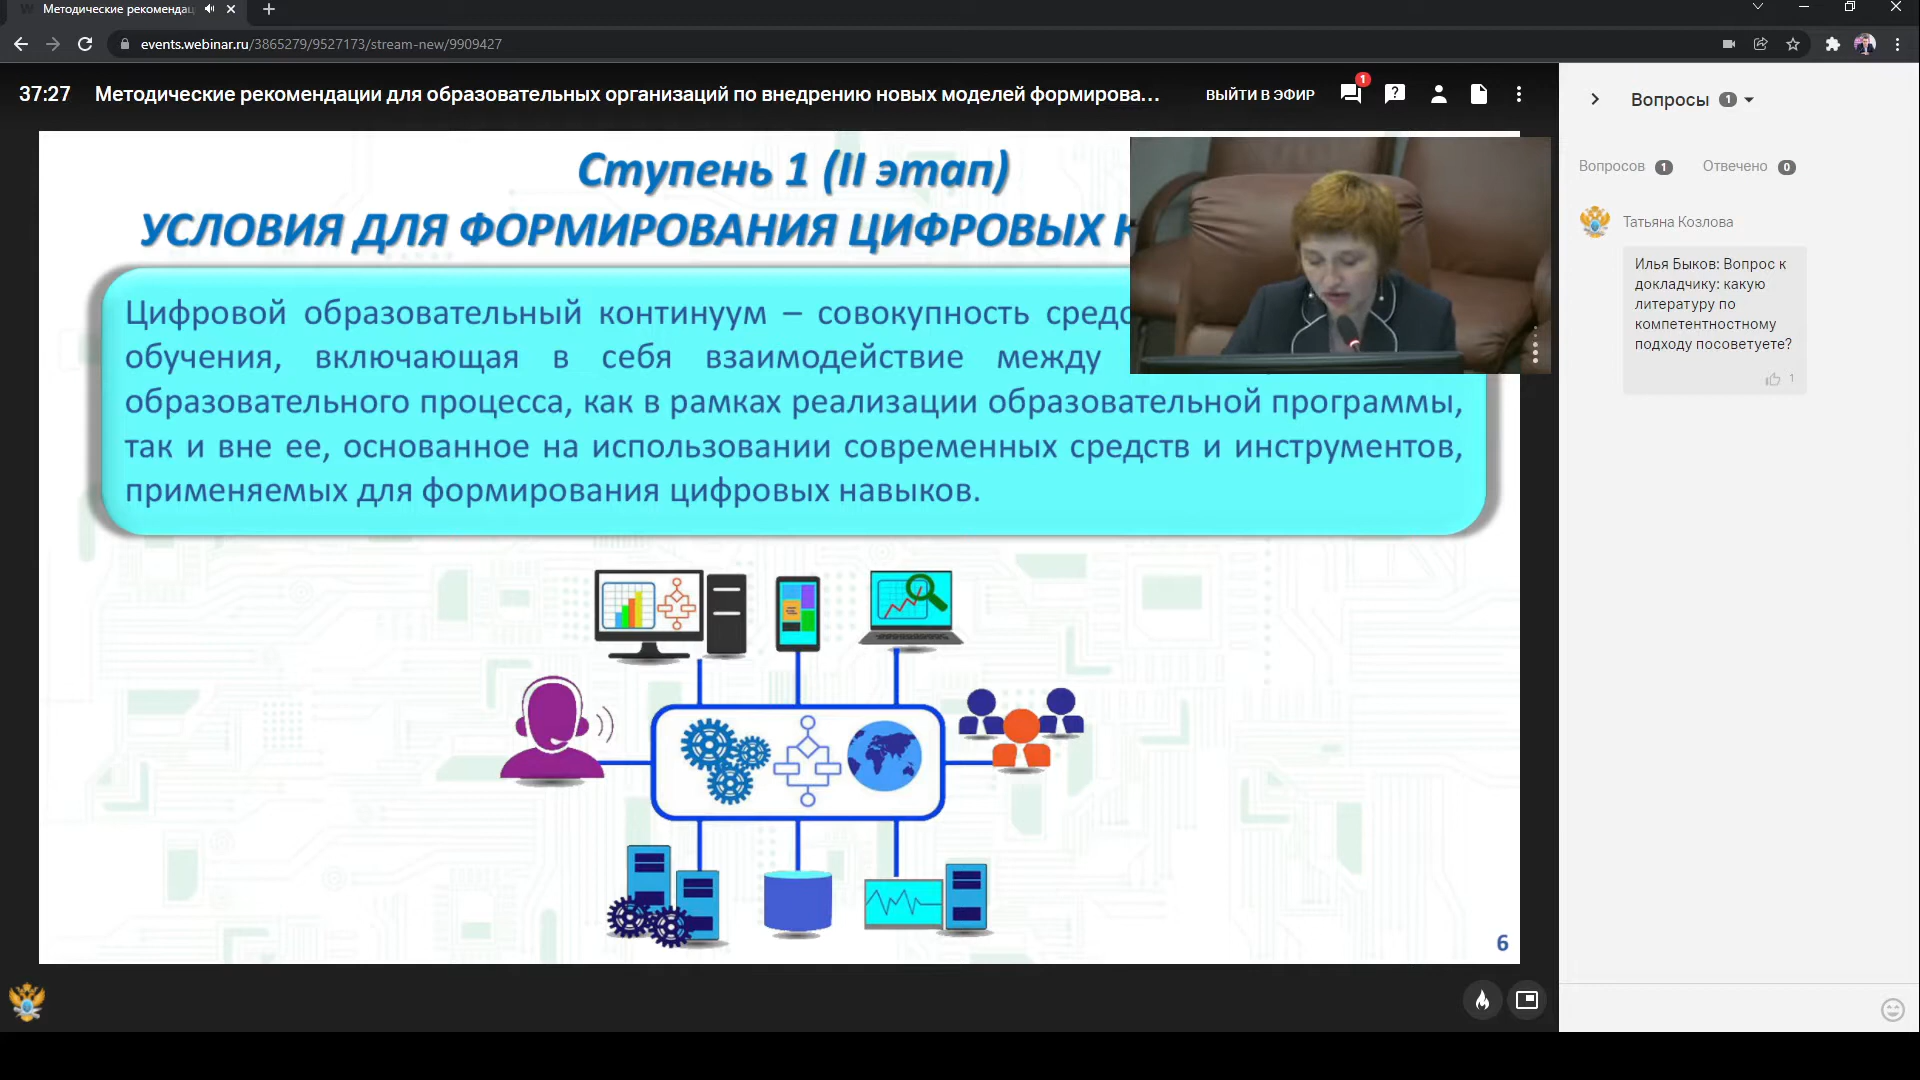 Методические рекомендац
events.webinar.ru/3865279/9527173/stream-new/9909427
37:27 Методические рекомендации для образовательных организаций по внедрению новых моделей формирова... ВЫЙТИ В ЭФИР 1
Ступень 1 (II этап)
УСЛОВИЯ ДЛЯ ФОРМИРОВАНИЯ ЦИФРОВЫХ
Цифровой образовательный континуум – совокупность
обучения, включающая в себя взаимодействие между
образовательного процесса, как в рамках реализации образовательной программы,
так и вне ее, основанное на использовании современных средств и инструментов,
применяемых для формирования цифровых навыков.
6
Вопросы 1
Вопросов 1 Отвечено 0
Татьяна Козлова
Илья Быков: Вопрос к
докладчику: какую
литературу по
компетентностному
подходу посоветуете?
1